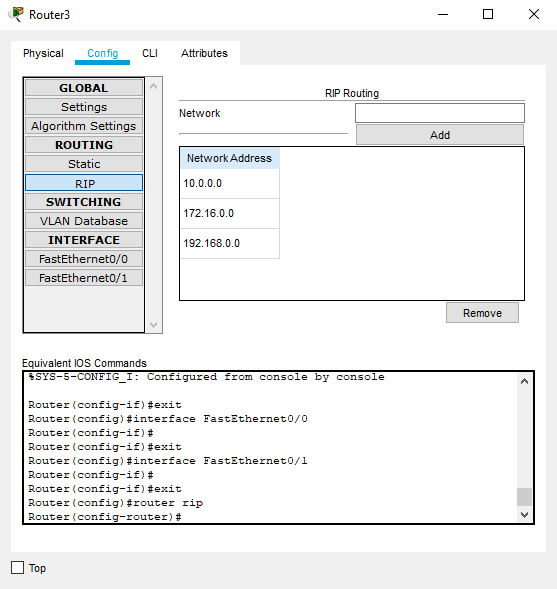 Router3
Physical Config CLI Attributes
GLOBAL
Settings
Algorithm Settings
ROUTING
Static
RIP
SWITCHING
VLAN Database
INTERFACE
FastEthernet0/0
FastEthernet0/1
RIP Routing
Network
Add
Network Address
10.0.0.0
172.16.0.0
192.168.0.0
Remove
Equivalent IOS Commands
%SYS-5-CONFIG_I: Configured from console by console
Router(config-if)#exit
Router(config)#interface FastEthernet0/0
Router(config-if)#
Router(config-if)#exit
Router(config)#interface FastEthernet0/1
Router(config-if)#
Router(config-if)#exit
Router(config)#router rip
Router(config-router)#
Top